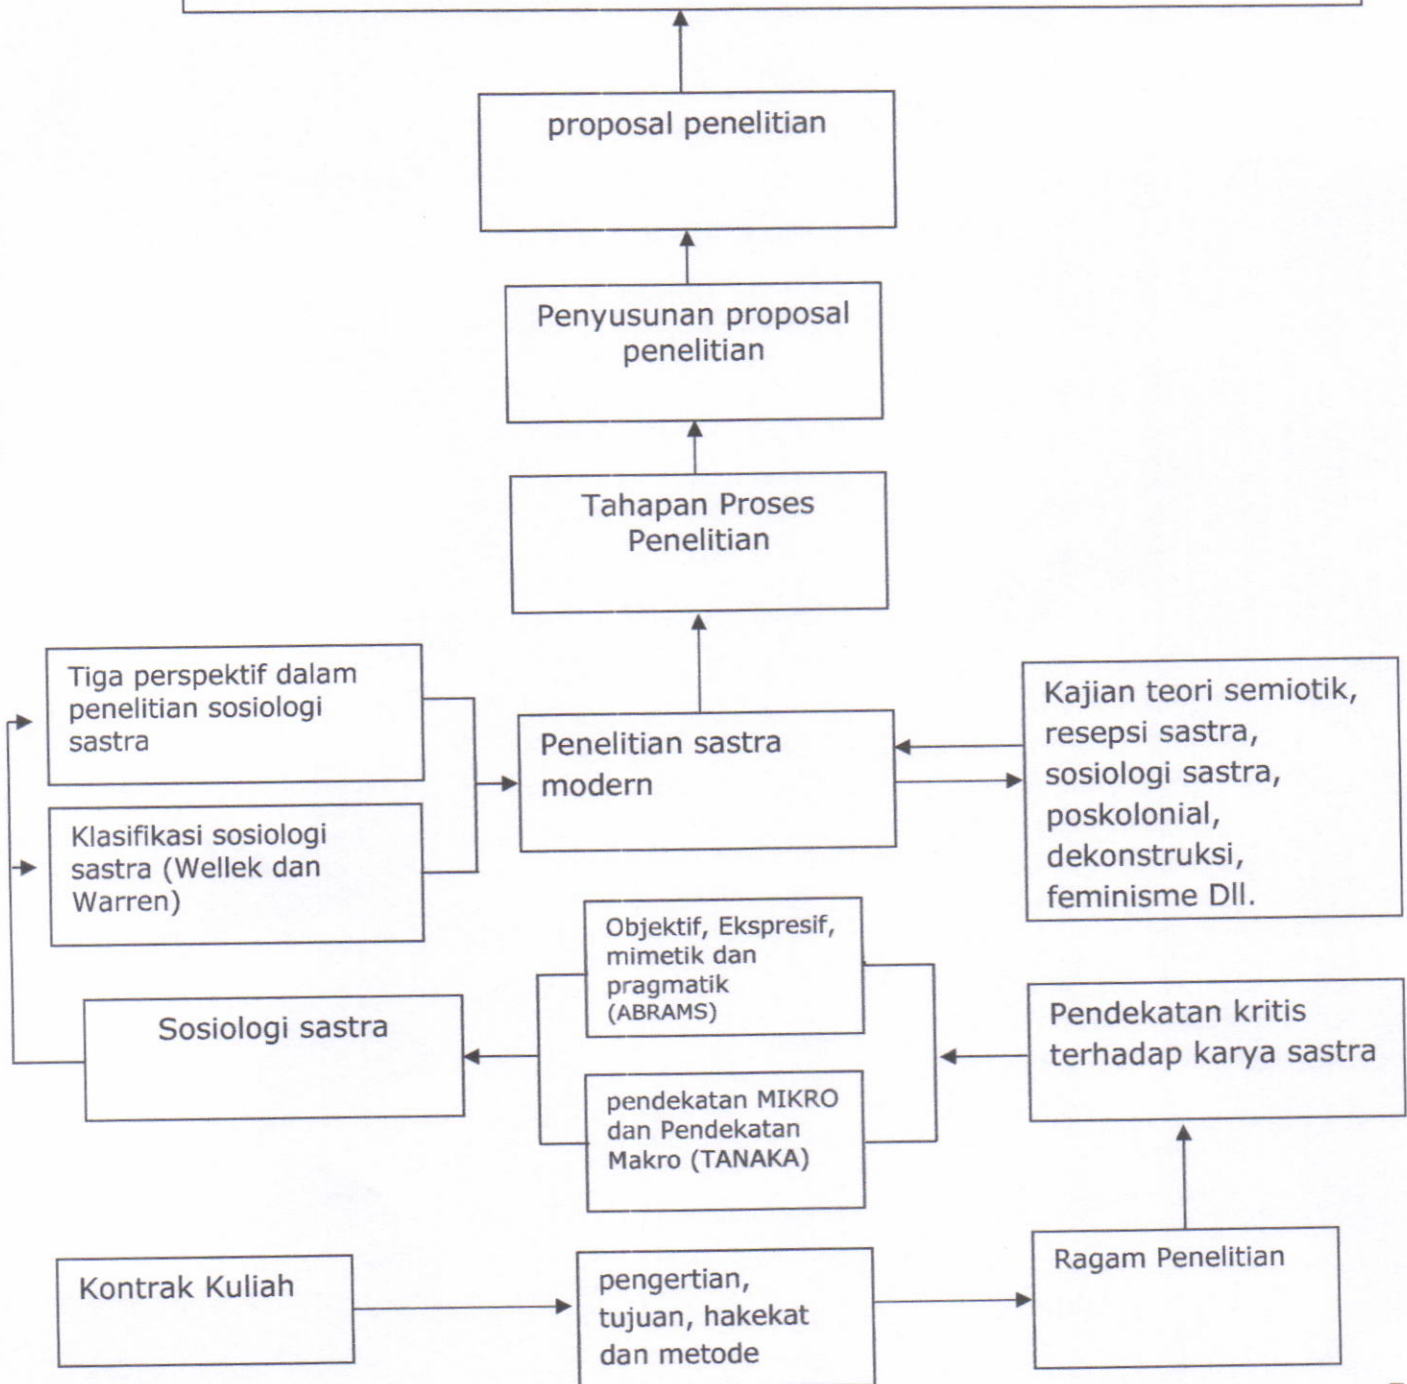 proposal penelitian
Penyusunan proposal
penelitian
Tahapan Proses
Penelitian
Tiga perspektif dalam
penelitian sosiologi
sastra
Klasifikasi sosiologi
sastra (Wellek dan
Warren)
Penelitian sastra
modern
Kajian teori semiotik,
resepsi sastra,
sosiologi sastra,
poskolonial,
dekonstruksi,
feminisme Dll.
Objektif, Ekspresif,
mimetik dan
pragmatik
(ABRAMS)
Sosiologi sastra
pendekatan MIKRO
dan Pendekatan
Makro (TANAKA)
Pendekatan kritis
terhadap karya sastra
Kontrak Kuliah
pengertian,
tujuan, hakekat
dan metode
Ragam Penelitian